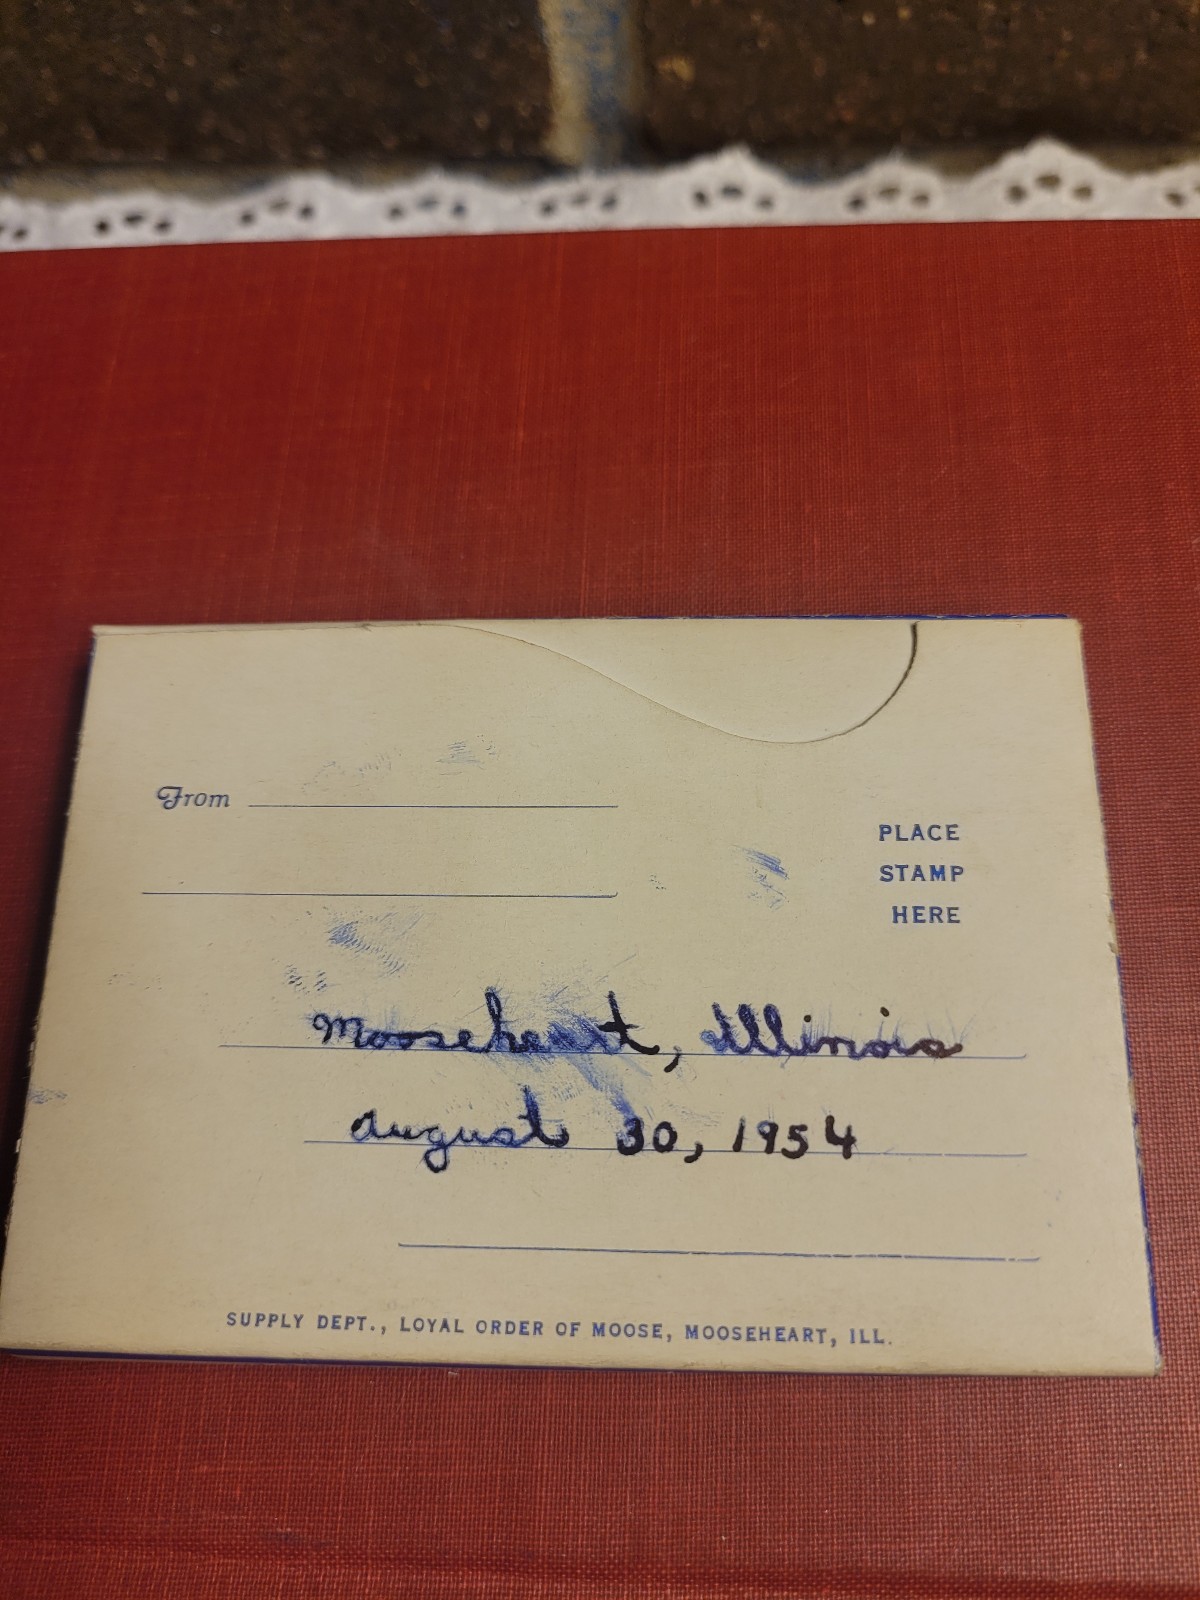 From
PLACE
STAMP
HERE
Mooseheart, Illinois
August 30, 1954
SUPPLY DEPT., LOYAL ORDER OF MOOSE, MOOSEHEART, ILL.